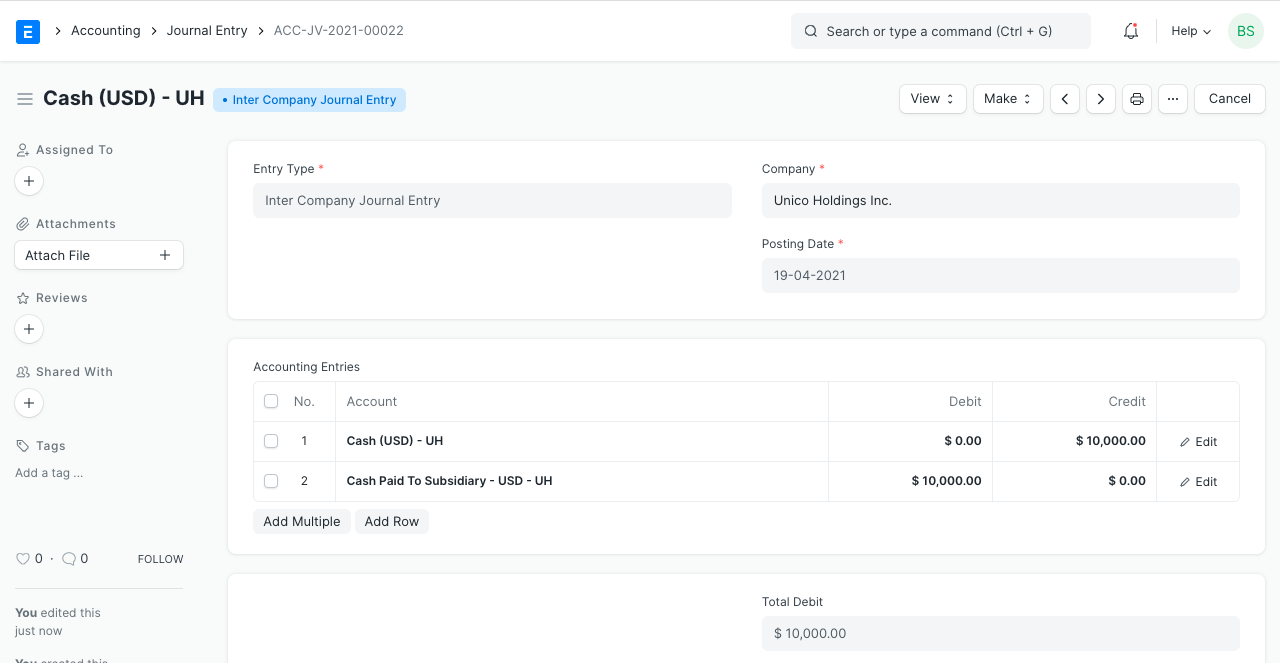 Accounting Journal Entry ACC-JV-2021-00022 Search or type a command (Ctrl + G) Help BS
Cash (USD) - UH • Inter Company Journal Entry View Make ... Cancel
Assigned To
Attachments
Attach File +
Reviews
Shared With
Tags
Add a tag ...
0 · 0 FOLLOW
You edited this
just now
You created this
Entry Type *
Inter Company Journal Entry
Company *
Unico Holdings Inc.
Posting Date *
19-04-2021
Accounting Entries
No. Account Debit Credit
1 Cash (USD) - UH $ 0.00 $ 10,000.00 Edit
2 Cash Paid To Subsidiary - USD - UH $ 10,000.00 $ 0.00 Edit
Add Multiple Add Row
Total Debit
$ 10,000.00